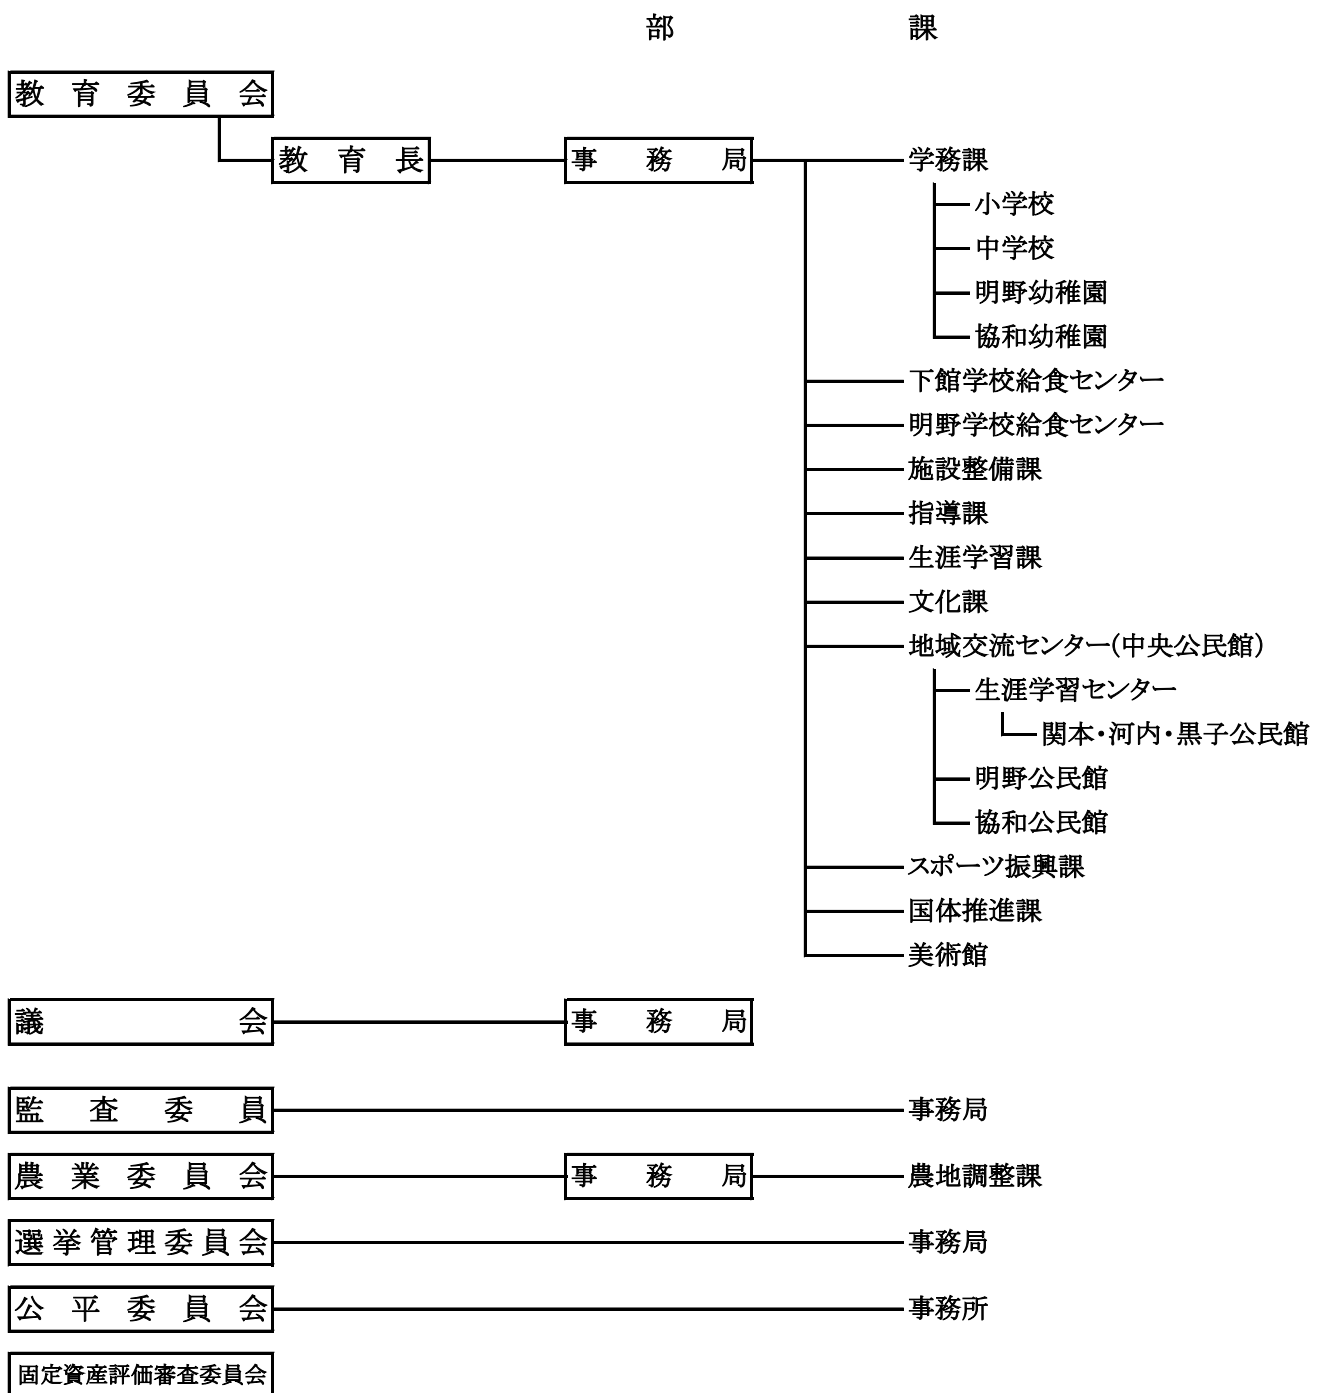 部 課
教育委員会
教育長 事務局 学務課
小学校
中学校
明野幼稚園
協和幼稚園
下館学校給食センター
明野学校給食センター
施設整備課
指導課
生涯学習課
文化課
地域交流センター(中央公民館)
生涯学習センター
関本・河内・黒子公民館
明野公民館
協和公民館
スポーツ振興課
国体推進課
美術館
議会 事務局
監査委員 事務局
農業委員会 事務局 農地調整課
選挙管理委員会 事務局
公平委員会 事務所
固定資産評価審査委員会